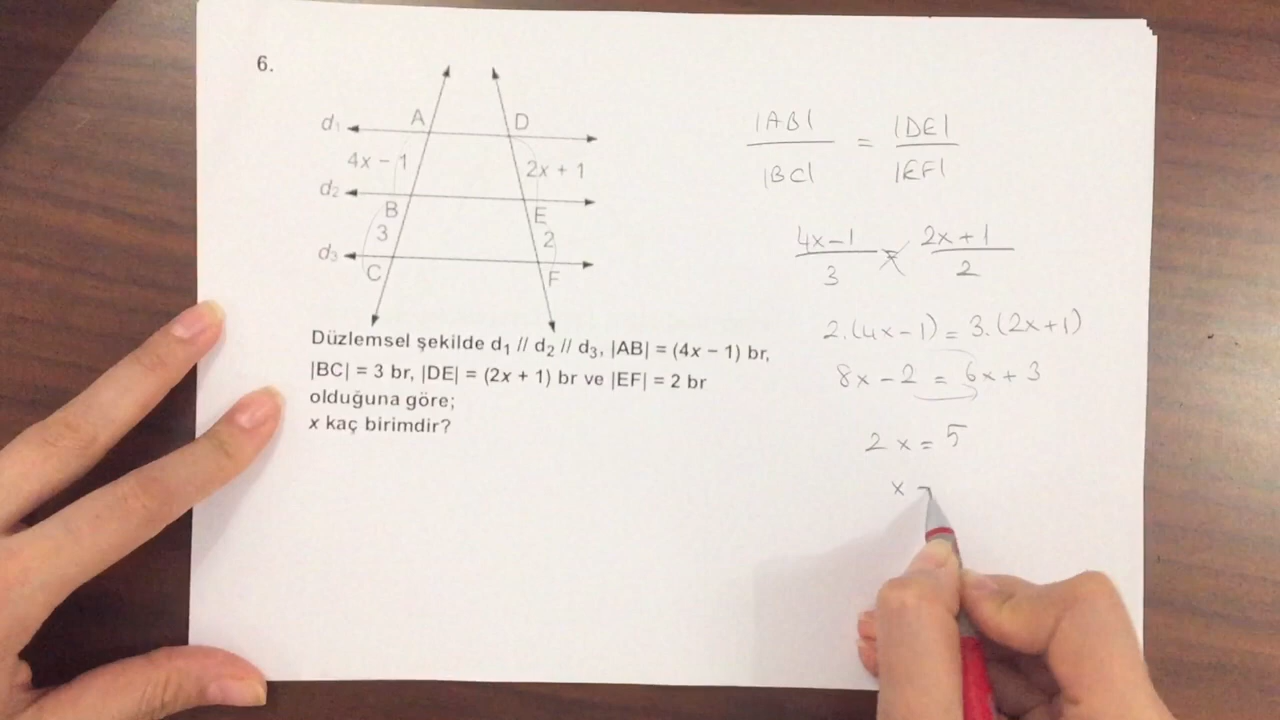 6.
d₁ A D
4x – 1 2x + 1
d₂ B E
3 2
d₃ C F
Düzlemsel şekilde d₁ // d₂ // d₃, |AB| = (4x – 1) br,
|BC| = 3 br, |DE| = (2x + 1) br ve |EF| = 2 br
olduğuna göre;
x kaç birimdir?
|AB| / |BC| = |DE| / |EF|
4x–1 / 3 = 2x+1 / 2
2.(4x–1) = 3.(2x+1)
8x – 2 = 6x + 3
2x = 5
x